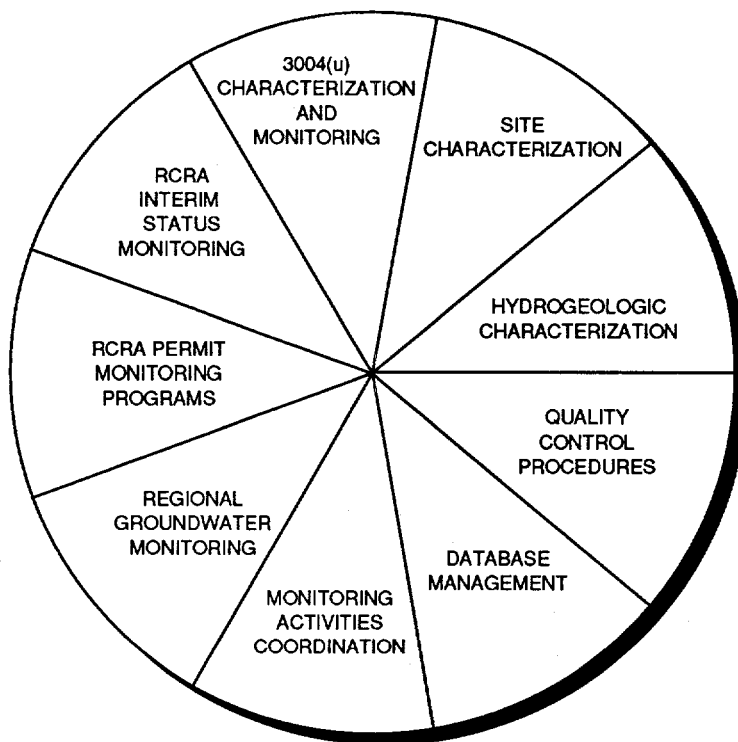 3004(u)
CHARACTERIZATION
AND
MONITORING
SITE
CHARACTERIZATION
HYDROGEOLOGIC
CHARACTERIZATION
QUALITY
CONTROL
PROCEDURES
DATABASE
MANAGEMENT
MONITORING
ACTIVITIES
COORDINATION
REGIONAL
GROUNDWATER
MONITORING
RCRA PERMIT
MONITORING
PROGRAMS
RCRA
INTERIM
STATUS
MONITORING